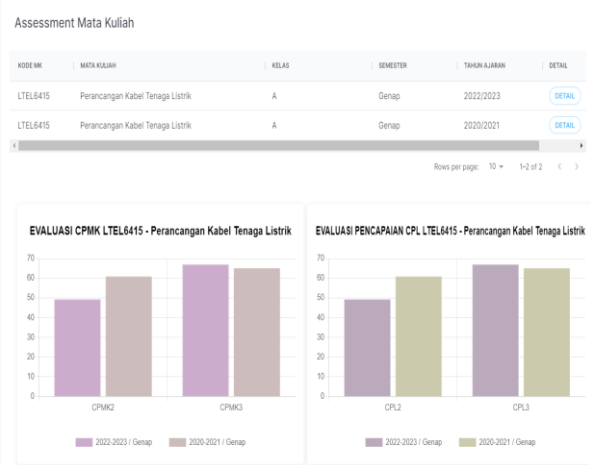 Assessment Mata Kuliah
KODE MK MATA KULIAH KELAS SEMESTER TAHUN AJARAN DETAIL
LTEL6415 Perancangan Kabel Tenaga Listrik A Genap 2022/2023 DETAIL
LTEL6415 Perancangan Kabel Tenaga Listrik A Genap 2020/2021 DETAIL
Rows per page: 10 1–2 of 2
EVALUASI CPMK LTEL6415 - Perancangan Kabel Tenaga Listrik
70
60
50
40
30
20
10
0
CPMK2 CPMK3
2022-2023 / Genap 2020-2021 / Genap
EVALUASI PENCAPAIAN CPL LTEL6415 - Perancangan Kabel Tenaga Listrik
70
60
50
40
30
20
10
0
CPL2 CPL3
2022-2023 / Genap 2020-2021 / Genap